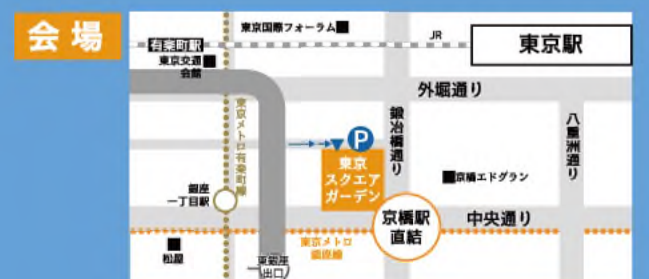 会場
東京国際フォーラム
JR
東京駅
有楽町駅
東京交通
会館
外堀通り
東京メトロ有楽町線
鍛冶橋通り
八重洲通り
P
東京
スクエア
ガーデン
京橋エドグラン
銀座
一丁目駅
京橋駅
直結
中央通り
東京メトロ
銀座線
松屋
東銀座
出口